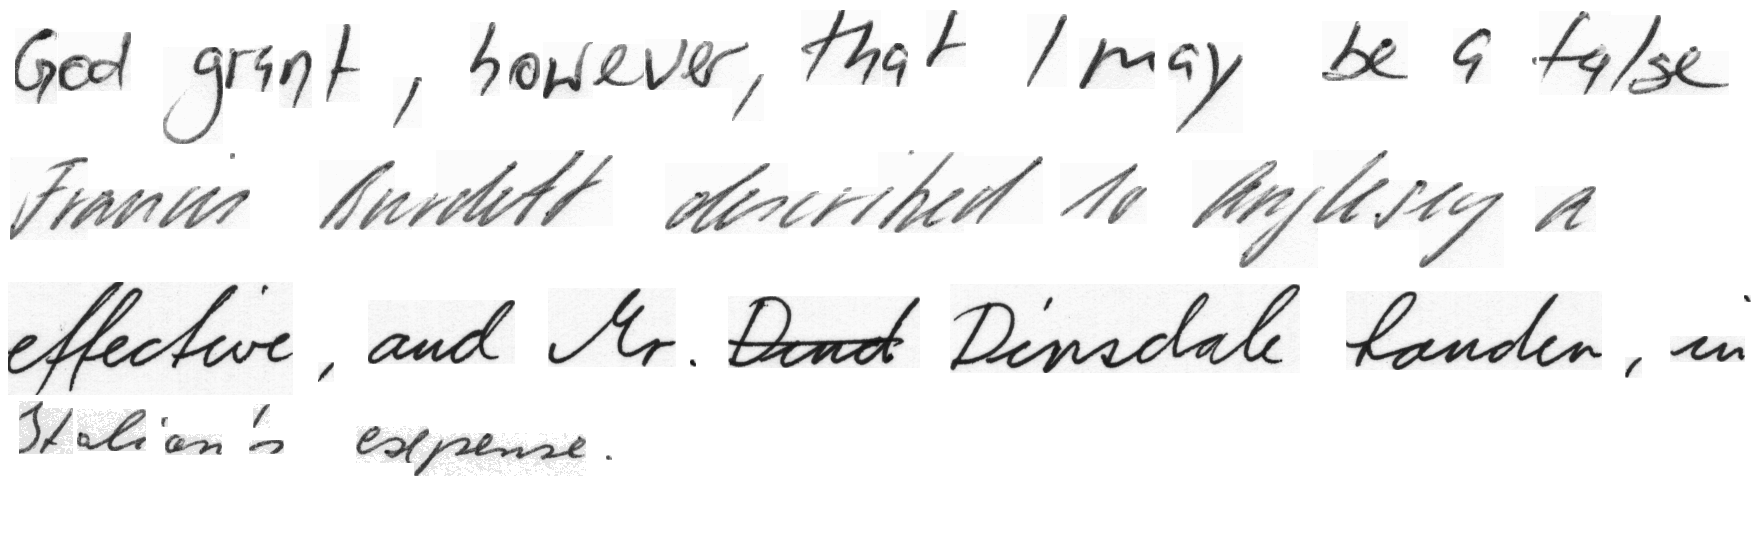 God grant, however, that I may be a false
Francis Burdett described to Anglesey a
effective, and Mr. Dinsdale Landen, in
Italian's expense.